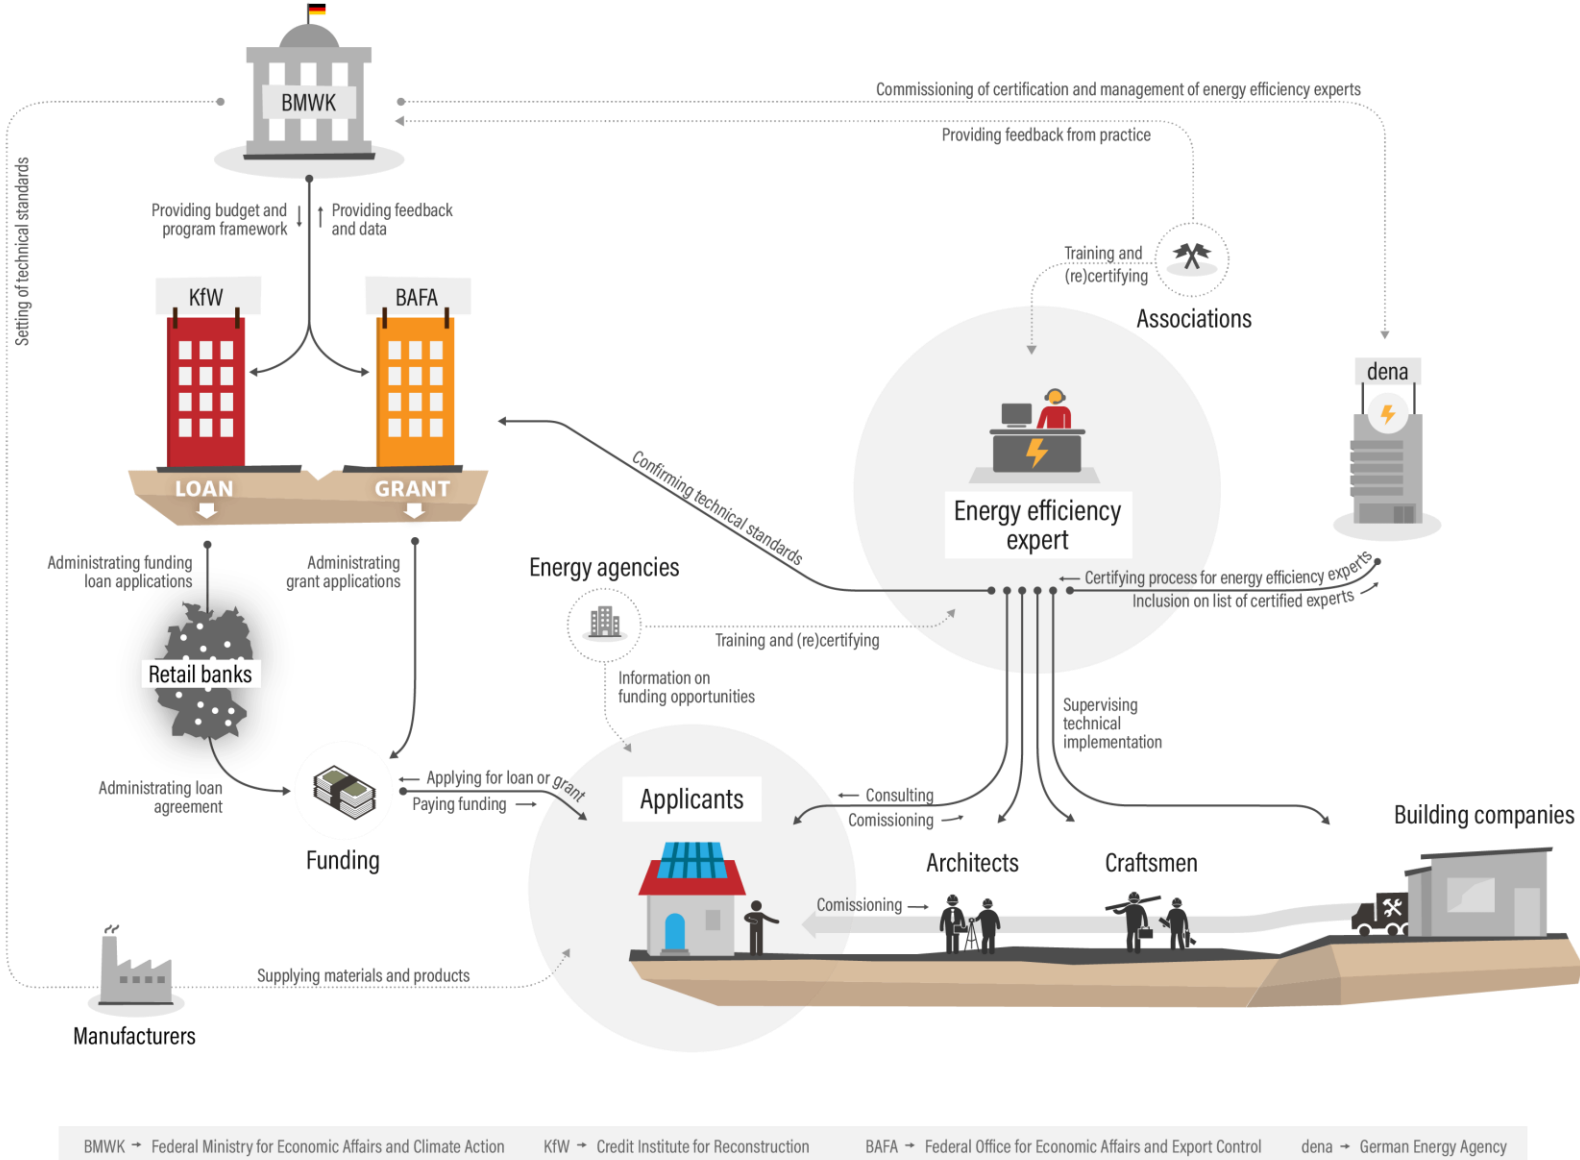 BMWK
Commissioning of certification and management of energy efficiency experts
Providing feedback from practice
Setting of technical standards
Providing budget and
program framework
Providing feedback
and data
Training and
(re)certifying
Associations
KfW
BAFA
dena
LOAN
GRANT
Confirming technical standards
Energy efficiency
expert
Administrating funding
loan applications
Administrating
grant applications
Energy agencies
Certifying process for energy efficiency experts
Inclusion on list of certified experts
Training and (re)certifying
Retail banks
Information on
funding opportunities
Supervising
technical
implementation
Administrating loan
agreement
Applying for loan or grant
Paying funding
Applicants
Consulting
Comissioning
Building companies
Funding
Architects
Craftsmen
Comissioning
Supplying materials and products
Manufacturers
BMWK → Federal Ministry for Economic Affairs and Climate Action KfW → Credit Institute for Reconstruction BAFA → Federal Office for Economic Affairs and Export Control dena → German Energy Agency